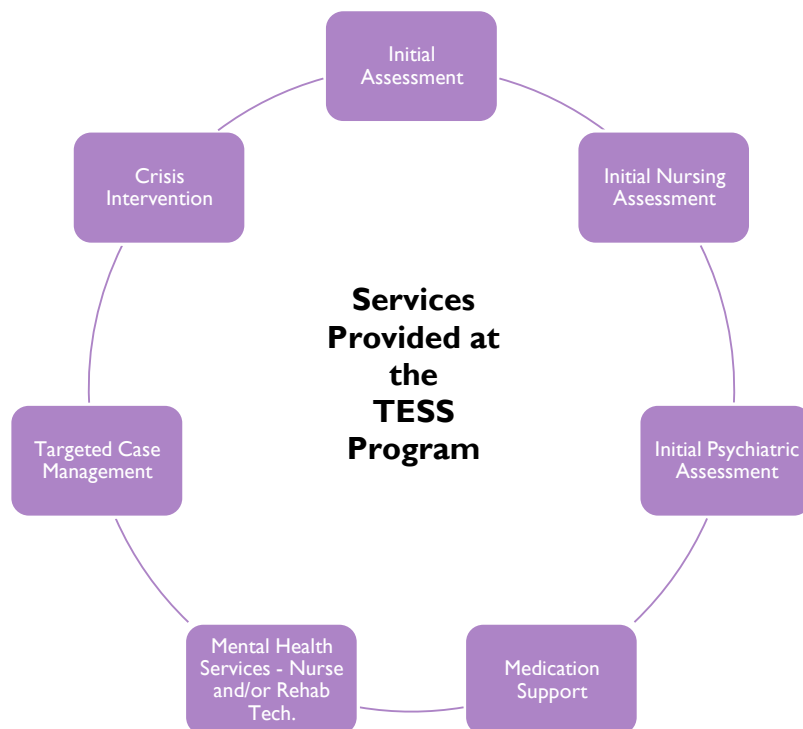 Initial
Assessment
Initial Nursing
Assessment
Initial Psychiatric
Assessment
Medication
Support
Mental Health
Services - Nurse
and/or Rehab
Tech.
Targeted Case
Management
Crisis
Intervention
Services
Provided at
the
TESS
Program